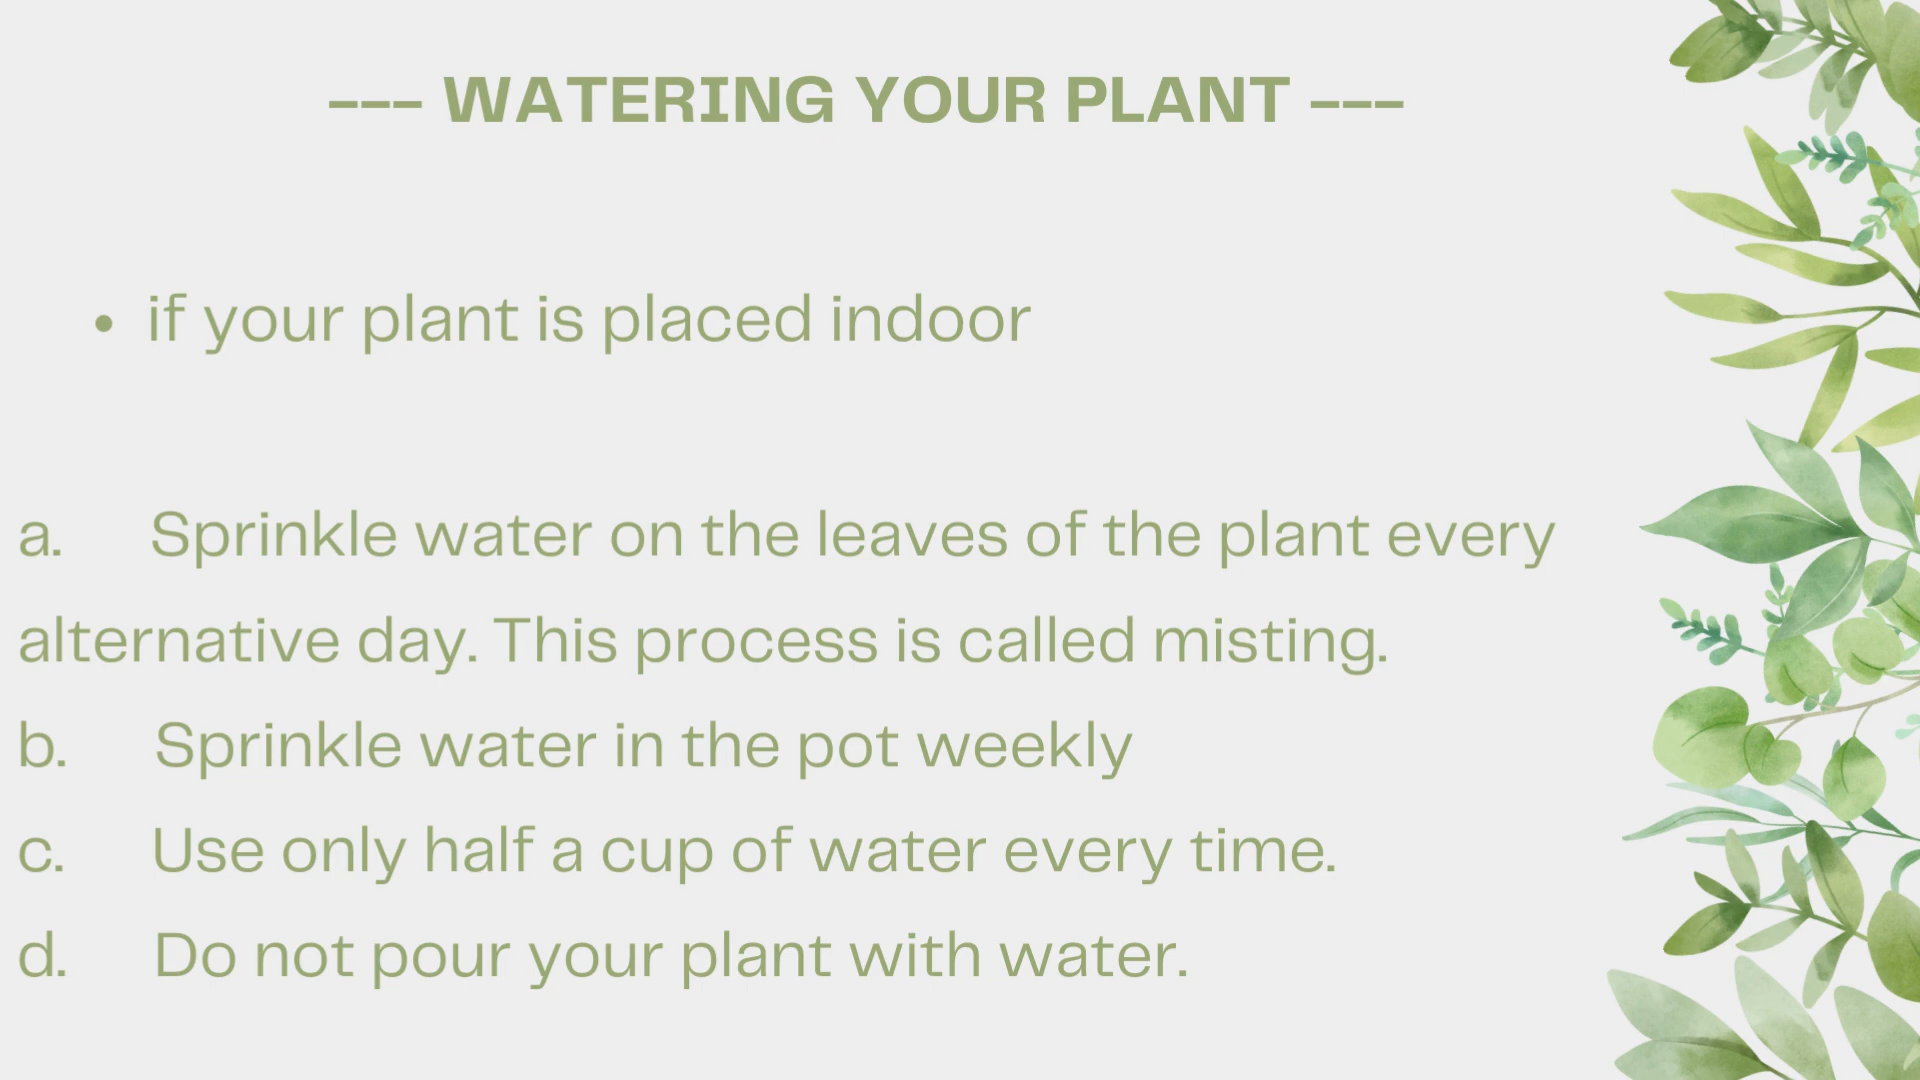 --- WATERING YOUR PLANT ---
• if your plant is placed indoor
a. Sprinkle water on the leaves of the plant every
alternative day. This process is called misting.
b. Sprinkle water in the pot weekly
c. Use only half a cup of water every time.
d. Do not pour your plant with water.